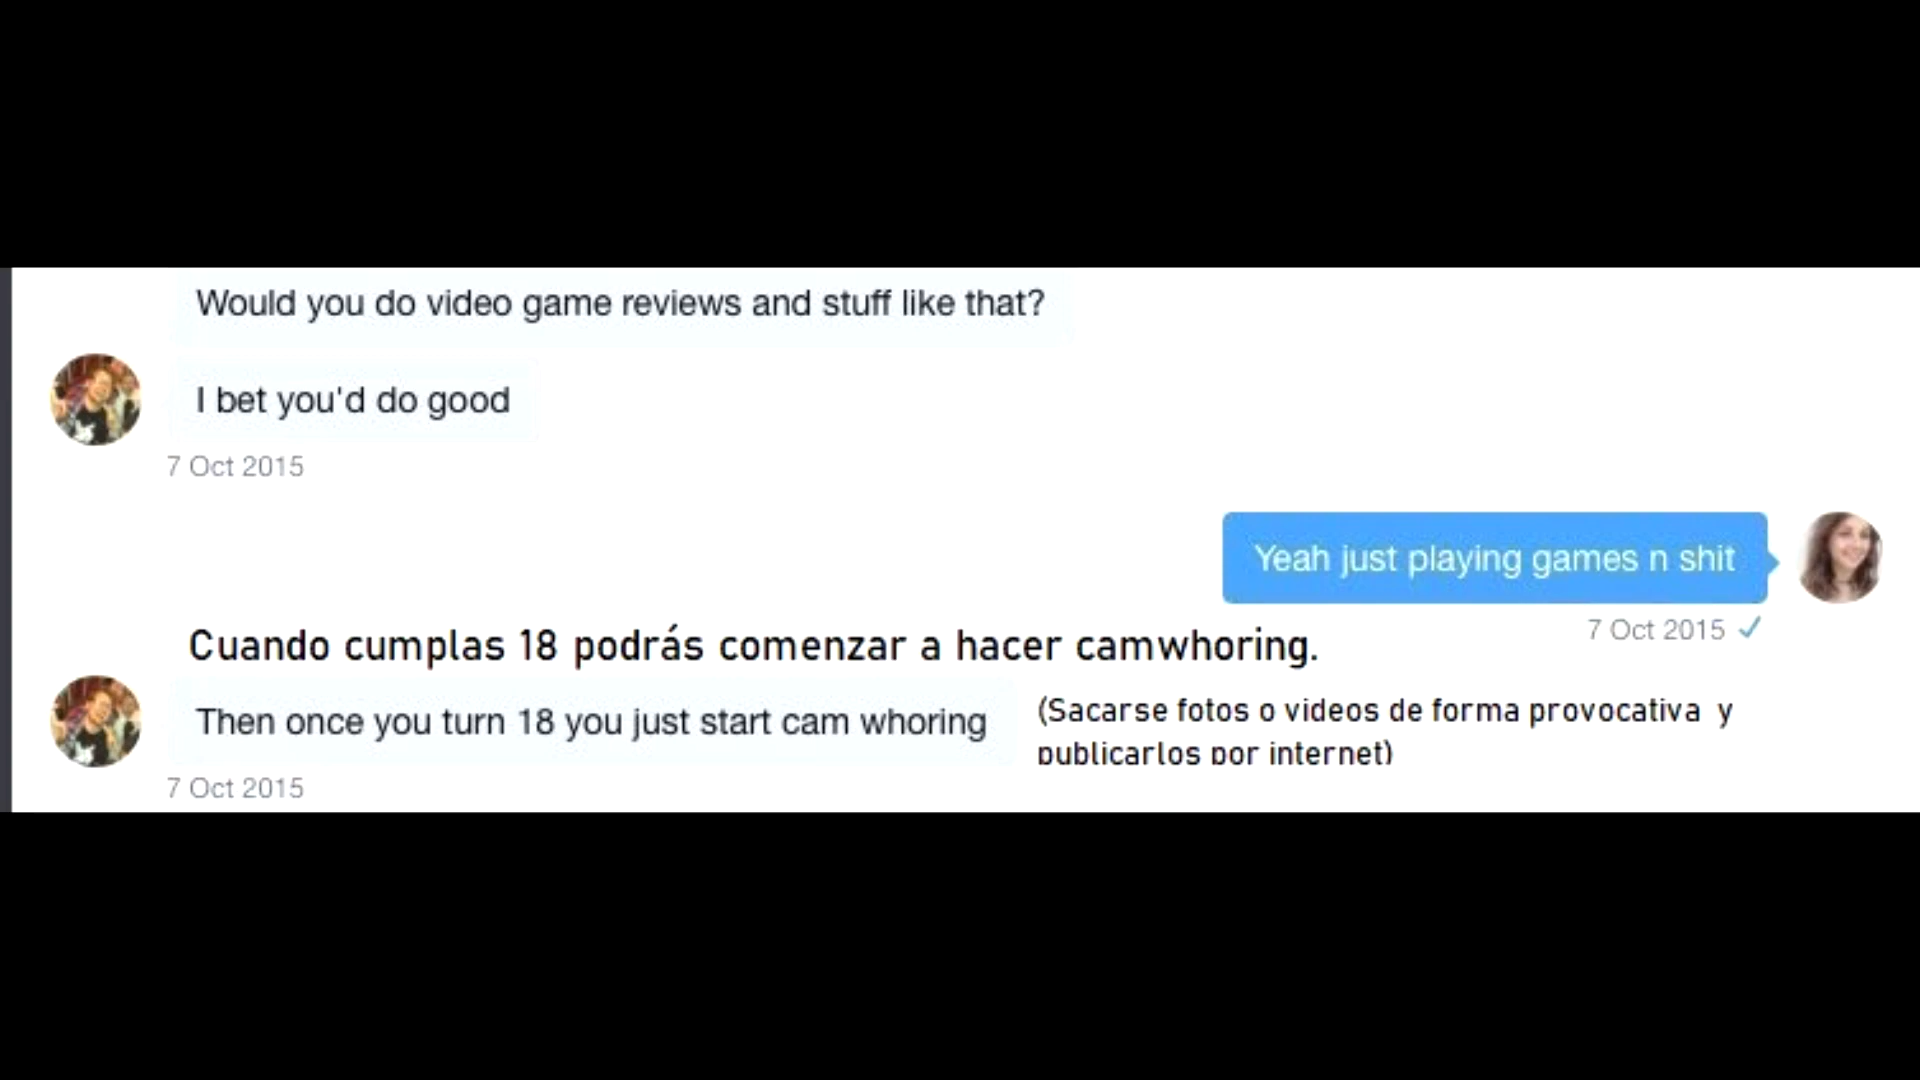 Would you do video game reviews and stuff like that?
I bet you'd do good
7 Oct 2015
Yeah just playing games n shit
7 Oct 2015
Cuando cumplas 18 podrás comenzar a hacer camwhoring.
Then once you turn 18 you just start cam whoring
(Sacarse fotos o videos de forma provocativa y
publicarlos por internet)
7 Oct 2015